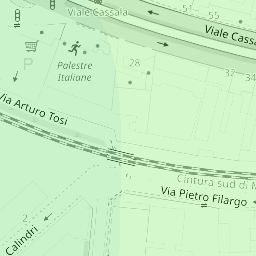 51
55
Viale Cassala
Viale Cassa
28
32
34
P
Palestre
Italiane
Via Arturo Tosi
Cintura sud di M
Via Pietro Filargo
2
Calindri